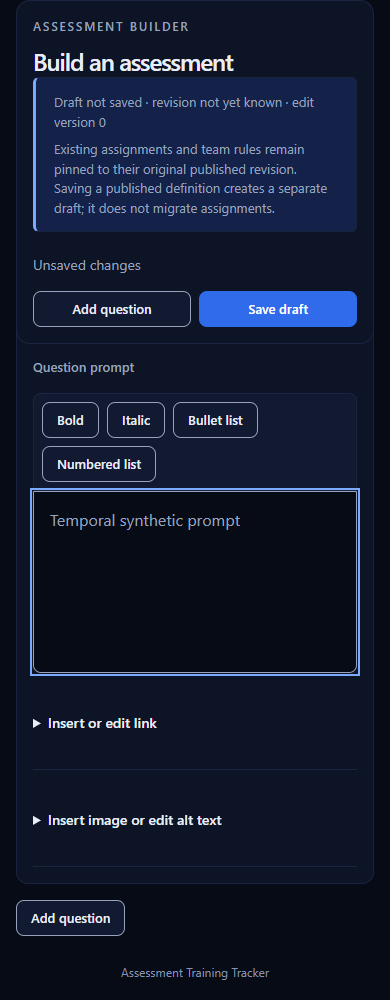 ASSESSMENT BUILDER
Build an assessment
Draft not saved · revision not yet known · edit
version 0
Existing assignments and team rules remain
pinned to their original published revision.
Saving a published definition creates a separate
draft; it does not migrate assignments.
Unsaved changes
Add question
Save draft
Question prompt
Bold
Italic
Bullet list
Numbered list
Temporal synthetic prompt
Insert or edit link
Insert image or edit alt text
Add question
Assessment Training Tracker